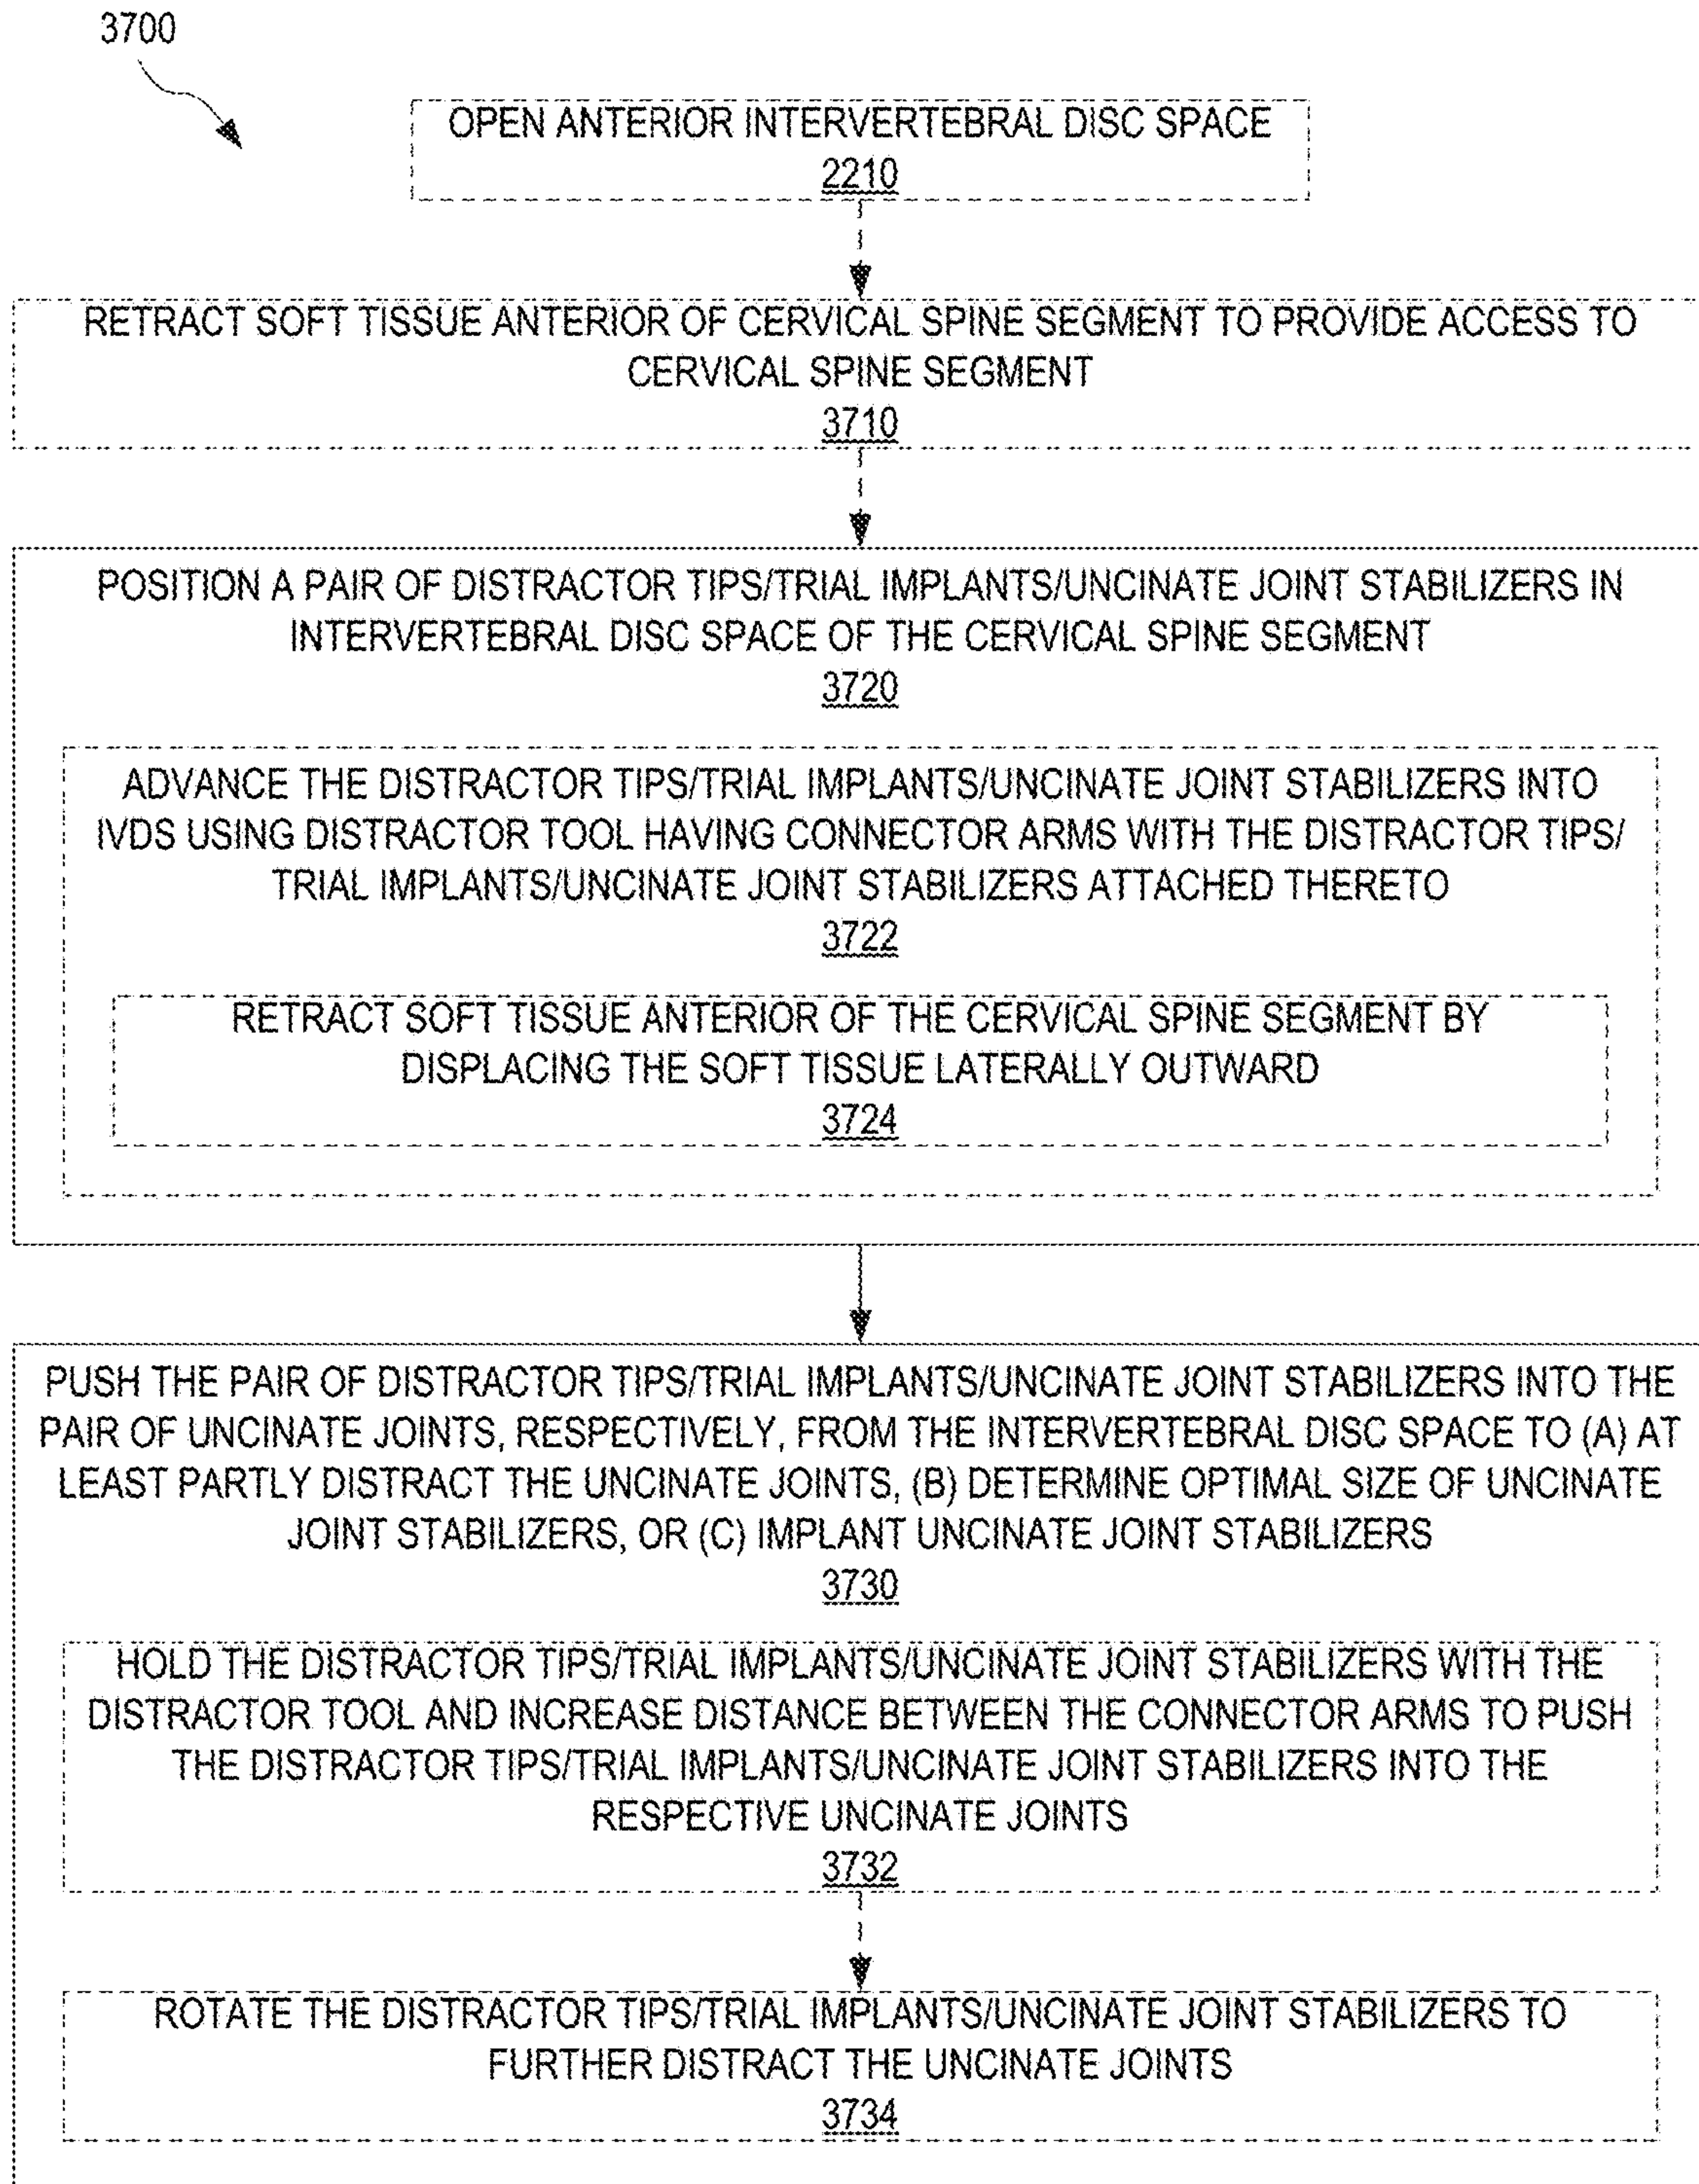 3700
OPEN ANTERIOR INTERVERTEBRAL DISC SPACE
2210
RETRACT SOFT TISSUE ANTERIOR OF CERVICAL SPINE SEGMENT TO PROVIDE ACCESS TO
CERVICAL SPINE SEGMENT
3710
POSITION A PAIR OF DISTRACTOR TIPS/TRIAL IMPLANTS/UNCINATE JOINT STABILIZERS IN
INTERVERTEBRAL DISC SPACE OF THE CERVICAL SPINE SEGMENT
3720
ADVANCE THE DISTRACTOR TIPS/TRIAL IMPLANTS/UNCINATE JOINT STABILIZERS INTO
IVDS USING DISTRACTOR TOOL HAVING CONNECTOR ARMS WITH THE DISTRACTOR TIPS/
TRIAL IMPLANTS/UNCINATE JOINT STABILIZERS ATTACHED THERETO
3722
RETRACT SOFT TISSUE ANTERIOR OF THE CERVICAL SPINE SEGMENT BY
DISPLACING THE SOFT TISSUE LATERALLY OUTWARD
3724
PUSH THE PAIR OF DISTRACTOR TIPS/TRIAL IMPLANTS/UNCINATE JOINT STABILIZERS INTO THE
PAIR OF UNCINATE JOINTS, RESPECTIVELY, FROM THE INTERVERTEBRAL DISC SPACE TO (A) AT
LEAST PARTLY DISTRACT THE UNCINATE JOINTS, (B) DETERMINE OPTIMAL SIZE OF UNCINATE
JOINT STABILIZERS, OR (C) IMPLANT UNCINATE JOINT STABILIZERS
3730
HOLD THE DISTRACTOR TIPS/TRIAL IMPLANTS/UNCINATE JOINT STABILIZERS WITH THE
DISTRACTOR TOOL AND INCREASE DISTANCE BETWEEN THE CONNECTOR ARMS TO PUSH
THE DISTRACTOR TIPS/TRIAL IMPLANTS/UNCINATE JOINT STABILIZERS INTO THE
RESPECTIVE UNCINATE JOINTS
3732
ROTATE THE DISTRACTOR TIPS/TRIAL IMPLANTS/UNCINATE JOINT STABILIZERS TO
FURTHER DISTRACT THE UNCINATE JOINTS
3734